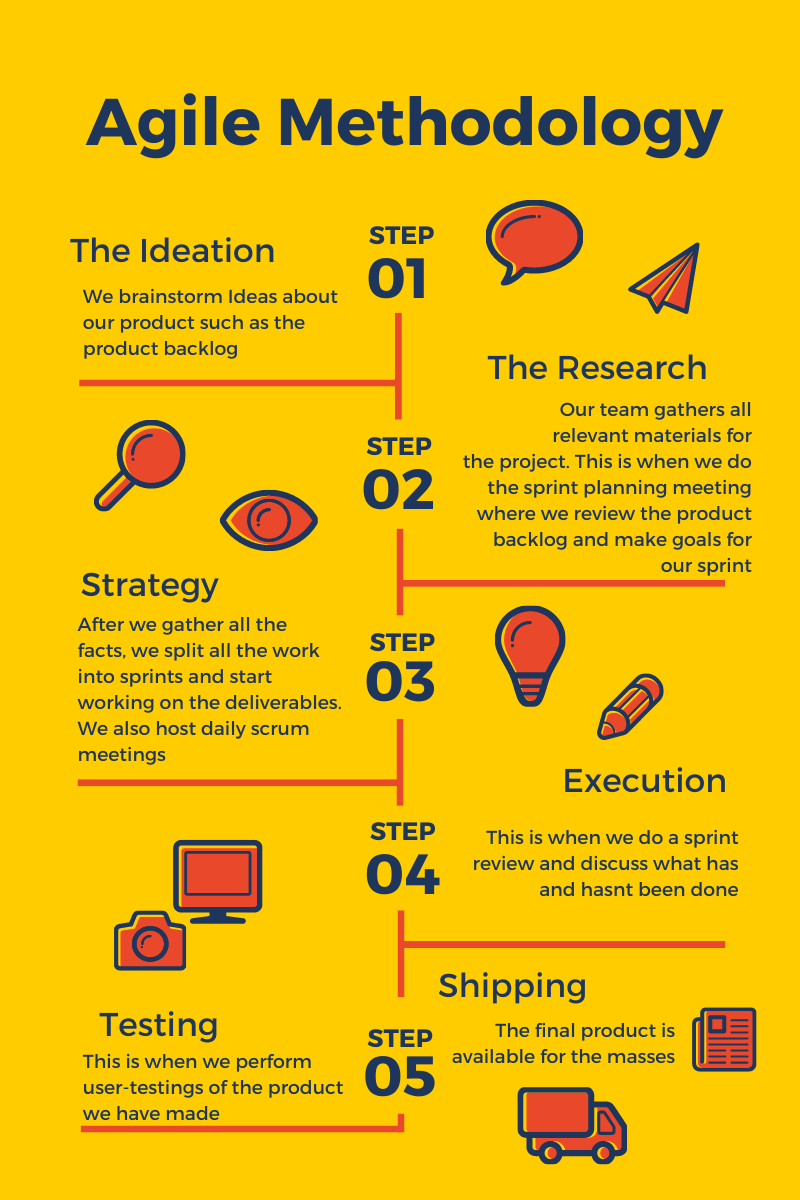 Agile Methodology
The Ideation
We brainstorm Ideas about
our product such as the
product backlog
STEP
01
The Research
Our team gathers all
relevant materials for
the project. This is when we do
the sprint planning meeting
where we review the product
backlog and make goals for
our sprint
STEP
02
Strategy
After we gather all the
facts, we split all the work
into sprints and start
working on the deliverables.
We also host daily scrum
meetings
STEP
03
Execution
This is when we do a sprint
review and discuss what has
and hasnt been done
STEP
04
Testing
This is when we perform
user-testings of the product
we have made
STEP
05
Shipping
The final product is
available for the masses